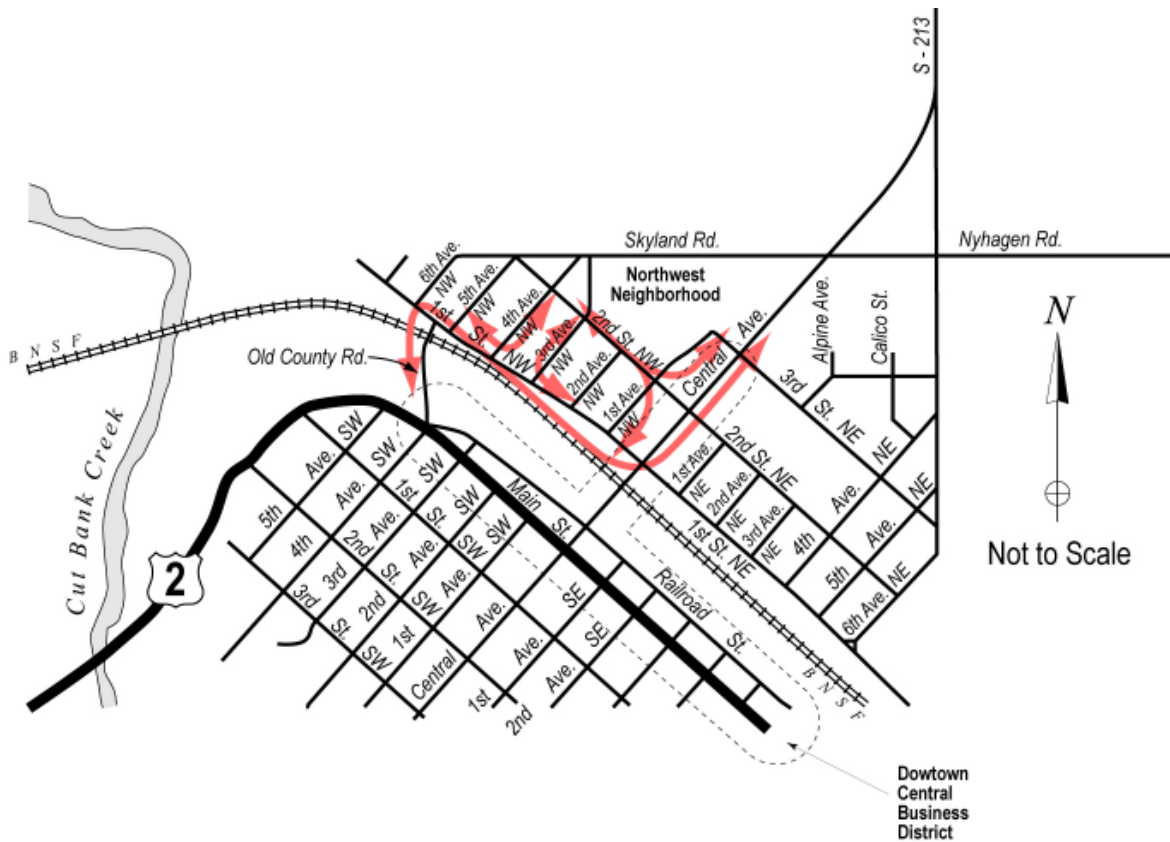 S - 213
Skyland Rd.
Nyhagen Rd.
6th Ave.
NW
5th Ave.
NW
4th Ave.
NW
3rd Ave.
NW
2nd Ave.
NW
1st Ave.
NW
1st St. NW
2nd St. NW
Northwest
Neighborhood
Central Ave.
Alpine Ave.
Calico St.
N
Not to Scale
B N S F
Old County Rd.
Cut Bank Creek
2
3rd St. NE
2nd St. NE
1st St. NE
1st Ave.
NE
2nd Ave.
NE
3rd Ave.
NE
4th Ave. NE
5th Ave. NE
6th Ave. NE
Main St.
Railroad St.
B N S F
5th Ave. SW
4th Ave. SW
3rd 2nd Ave. SW
2nd Ave. SW
1st Ave. SW
1st St. SW
2nd St. SW
3rd St. SW
Central Ave.
1st Ave. SE
2nd Ave. SE
Dowtown
Central
Business
District